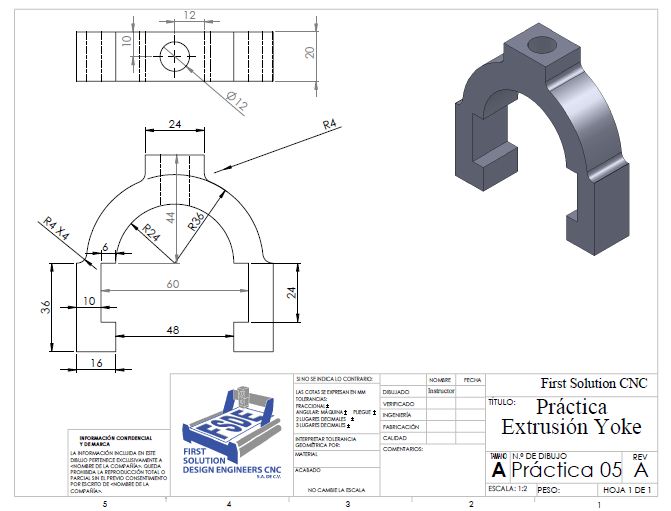 12
10
20
Ø12
24
R4
44
R36
R4 X4
R24
6
60
36
10
24
48
16
SI NO SE INDICA LO CONTRARIO:
LAS COTAS SE EXPRESAN EN MM
TOLERANCIAS:
FRACCIONAL±
ANGULAR: MÁQUINA± PLIEGUE ±
2 LUGARES DECIMALES ±
3 LUGARES DECIMALES ±
INTERPRETAR TOLERANCIA
GEOMÉTRICA POR:
MATERIAL
ACABADO
NO CAMBIE LA ESCALA
NOMBRE
FECHA
DIBUJADO
Instructor
VERIFICADO
INGENIERÍA
FABRICACIÓN
CALIDAD
COMENTARIOS:
First Solution CNC
TÍTULO:
Práctica
Extrusión Yoke
TAMAÑO
N.º DE DIBUJO
REV
A
Práctica 05
A
ESCALA: 1:2
PESO:
HOJA 1 DE 1
FSDE
FIRST
SOLUTION
DESIGN ENGINEERS CNC
S.A. DE C.V.
INFORMACIÓN CONFIDENCIAL
Y DE MARCA
LA INFORMACIÓN INCLUIDA EN ESTE
DIBUJO PERTENECE EXCLUSIVAMENTE A
<NOMBRE DE LA COMPAÑÍA>. QUEDA
PROHIBIDA LA REPRODUCCIÓN TOTAL O
PARCIAL SIN EL PREVIO CONSENTIMIENTO
POR ESCRITO DE <NOMBRE DE LA
COMPAÑÍA>.
5
4
3
2
1